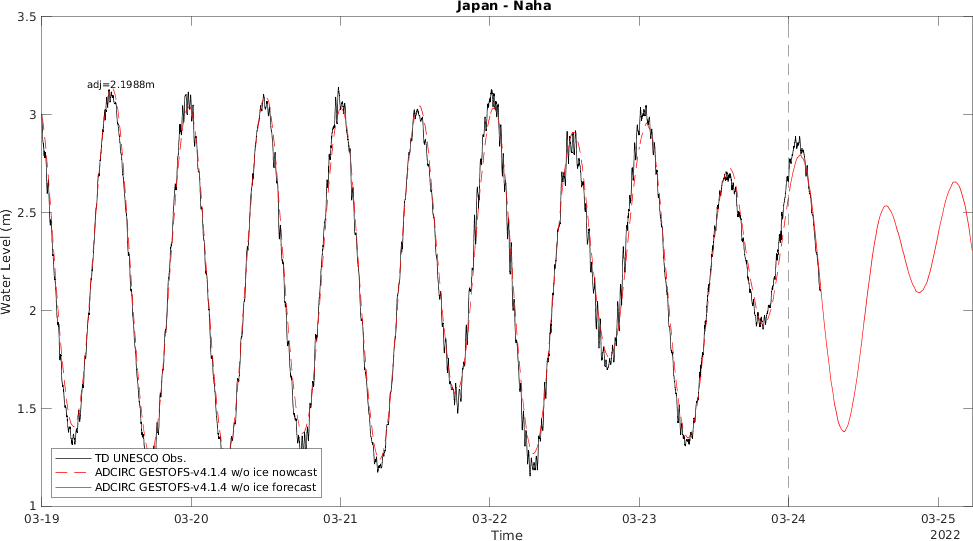 Japan - Naha
3.5
adj=2.1988m
3
2.5
Water Level (m)
2
1.5
TD UNESCO Obs.
ADCIRC GESTOFS-v4.1.4 w/o ice nowcast
ADCIRC GESTOFS-v4.1.4 w/o ice forecast
1
03-19 03-20 03-21 03-22 03-23 03-24 03-25
Time 2022